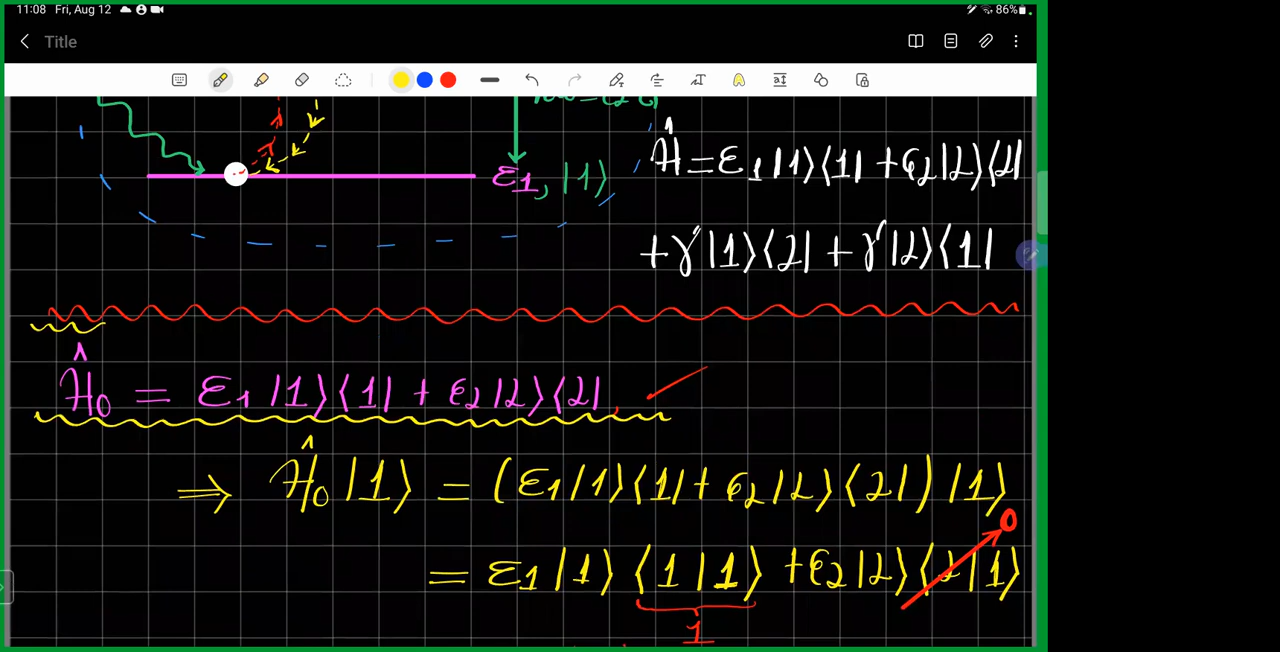 11:08 Fri, Aug 12
86%
Title
ε1, |1⟩
Ĥ = ε1|1⟩⟨1| + ε2|2⟩⟨2|
+ γ|1⟩⟨2| + γ|2⟩⟨1|
Ĥ0 = ε1|1⟩⟨1| + ε2|2⟩⟨2|.
⇒ Ĥ0|1⟩ = (ε1|1⟩⟨1| + ε2|2⟩⟨2|)|1⟩
0
= ε1|1⟩⟨1|1⟩ + ε2|2⟩⟨2|1⟩
1